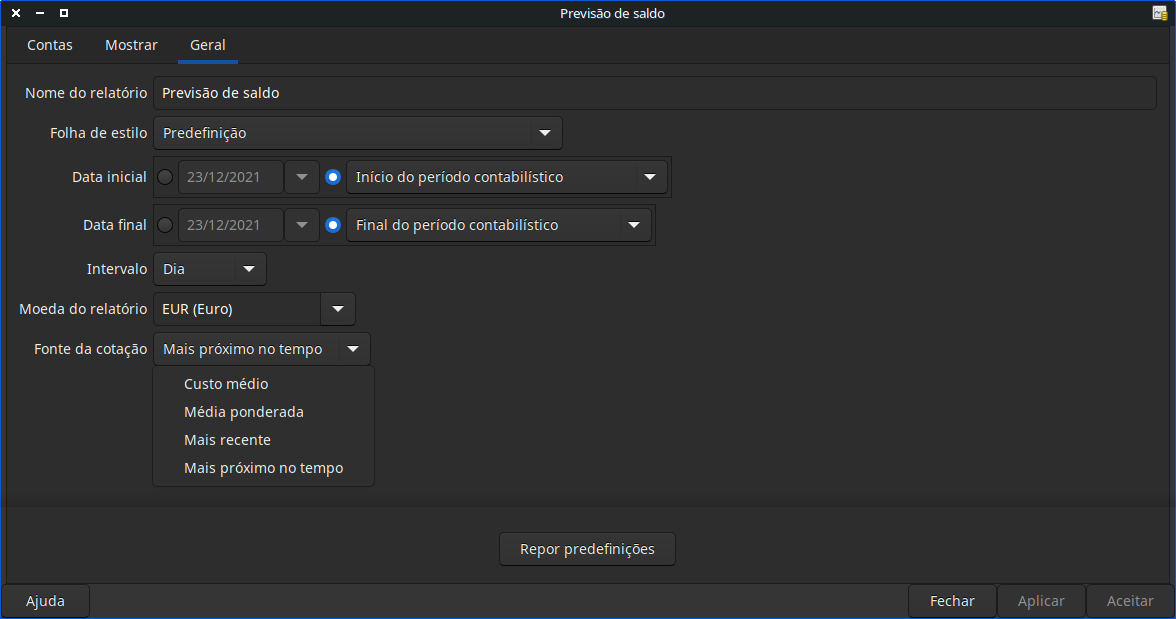 Previsão de saldo
Contas Mostrar Geral
Nome do relatório Previsão de saldo
Folha de estilo Predefinição
Data inicial 23/12/2021 Início do período contabilístico
Data final 23/12/2021 Final do período contabilístico
Intervalo Dia
Moeda do relatório EUR (Euro)
Fonte da cotação Mais próximo no tempo
Custo médio
Média ponderada
Mais recente
Mais próximo no tempo
Repor predefinições
Ajuda Fechar Aplicar Aceitar